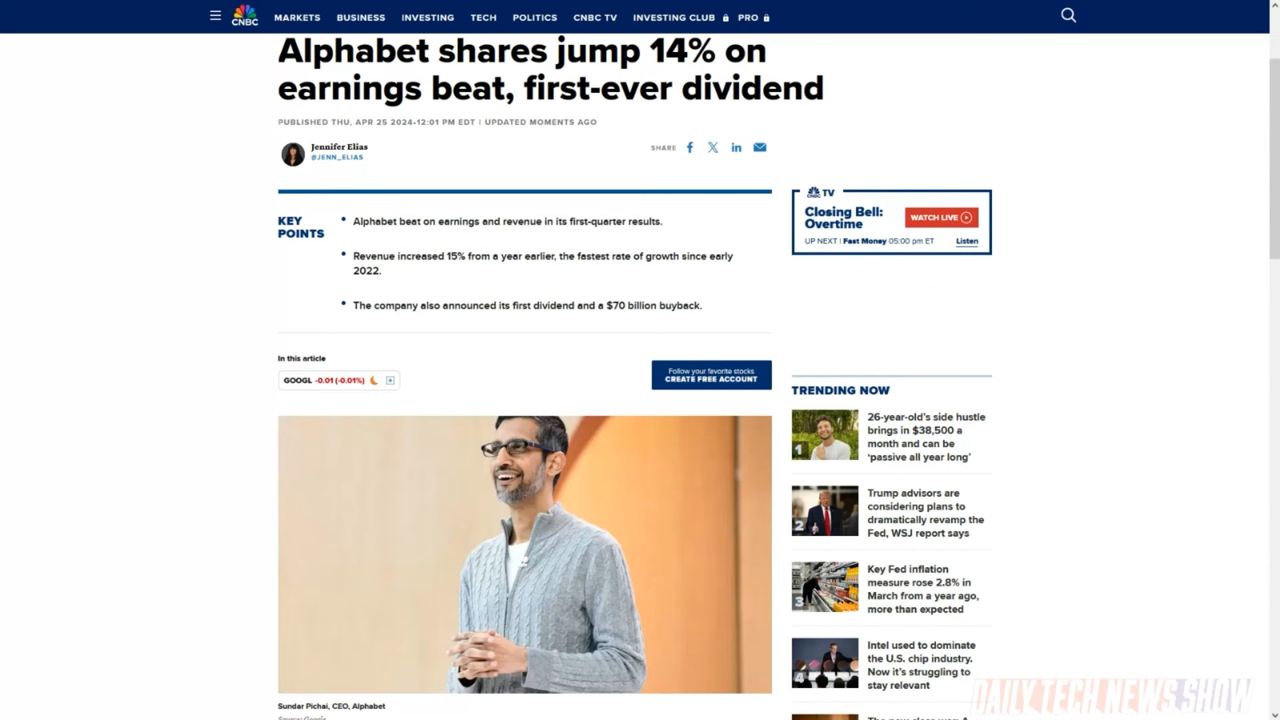 CNBC
MARKETS BUSINESS INVESTING TECH POLITICS CNBC TV INVESTING CLUB PRO
Alphabet shares jump 14% on
earnings beat, first-ever dividend
PUBLISHED THU, APR 25 2024•12:01 PM EDT | UPDATED MOMENTS AGO
Jennifer Elias
@JENN_ELIAS
SHARE
KEY
POINTS
• Alphabet beat on earnings and revenue in its first-quarter results.
• Revenue increased 15% from a year earlier, the fastest rate of growth since early
2022.
• The company also announced its first dividend and a $70 billion buyback.
In this article
GOOGL -0.01 (-0.01%)
Follow your favorite stocks
CREATE FREE ACCOUNT
Sundar Pichai, CEO, Alphabet
Source: Google
CNBC TV
Closing Bell:
Overtime
WATCH LIVE
UP NEXT | Fast Money 05:00 pm ET
Listen
TRENDING NOW
1
26-year-old's side hustle
brings in $38,500 a
month and can be
‘passive all year long’
2
Trump advisors are
considering plans to
dramatically revamp the
Fed, WSJ report says
3
Key Fed inflation
measure rose 2.8% in
March from a year ago,
more than expected
4
Intel used to dominate
the U.S. chip industry.
Now it's struggling to
stay relevant
DAILY TECH NEWS SHOW